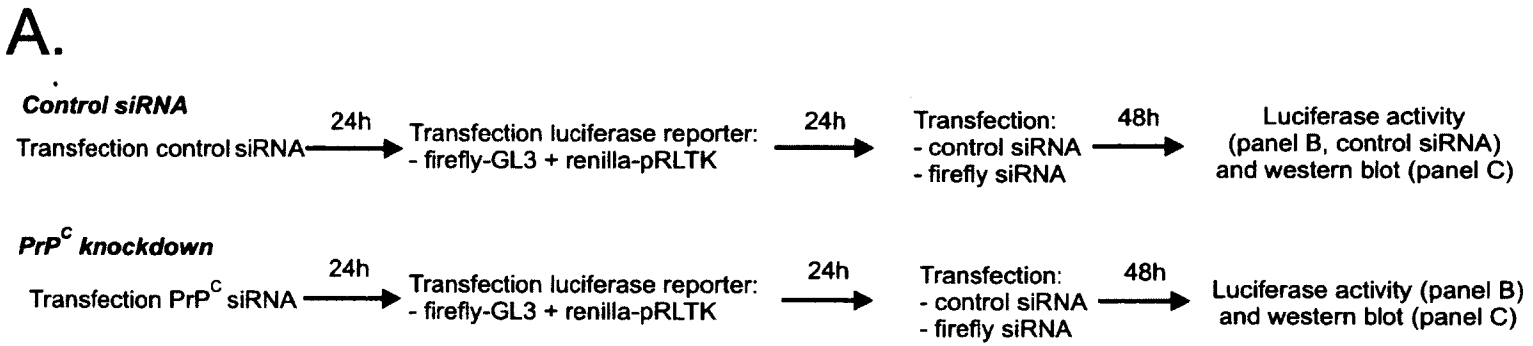 A.
Control siRNA
Transfection control siRNA
24h
Transfection luciferase reporter:
- firefly-GL3 + renilla-pRLTK
24h
Transfection:
- control siRNA
- firefly siRNA
48h
Luciferase activity
(panel B, control siRNA)
and western blot (panel C)
PrP^C knockdown
Transfection PrP^C siRNA
24h
Transfection luciferase reporter:
- firefly-GL3 + renilla-pRLTK
24h
Transfection:
- control siRNA
- firefly siRNA
48h
Luciferase activity (panel B)
and western blot (panel C)